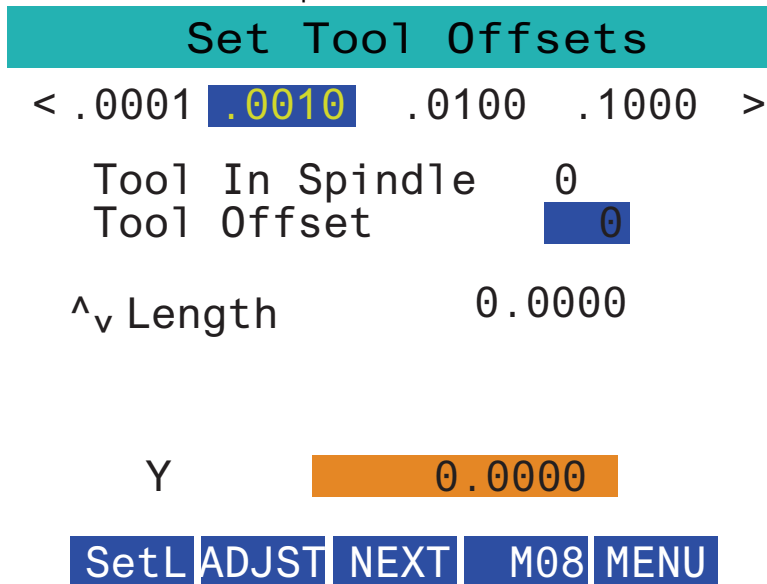 Set Tool Offsets
< .0001 .0010 .0100 .1000 >
Tool In Spindle 0
Tool Offset 0
^v Length 0.0000
Y 0.0000
SetL ADJST NEXT M08 MENU